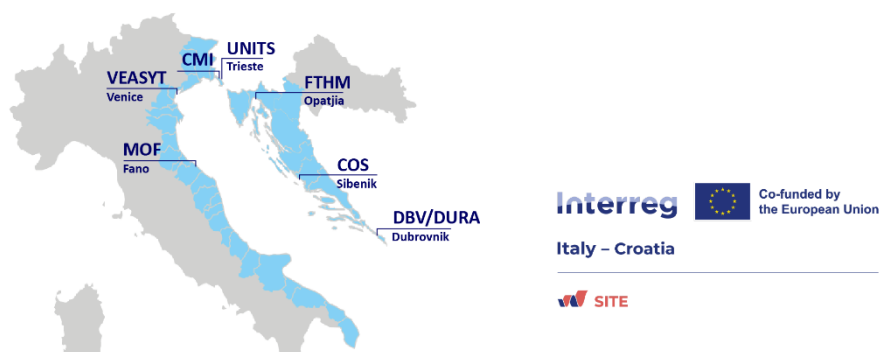 UNITS
CMI
Trieste
VEASYT
Venice
FTHM
Opatjia
MOF
Fano
COS
Sibenik
DBV/DURA
Dubrovnik
Interreg
Co-funded by
the European Union
Italy – Croatia
SITE